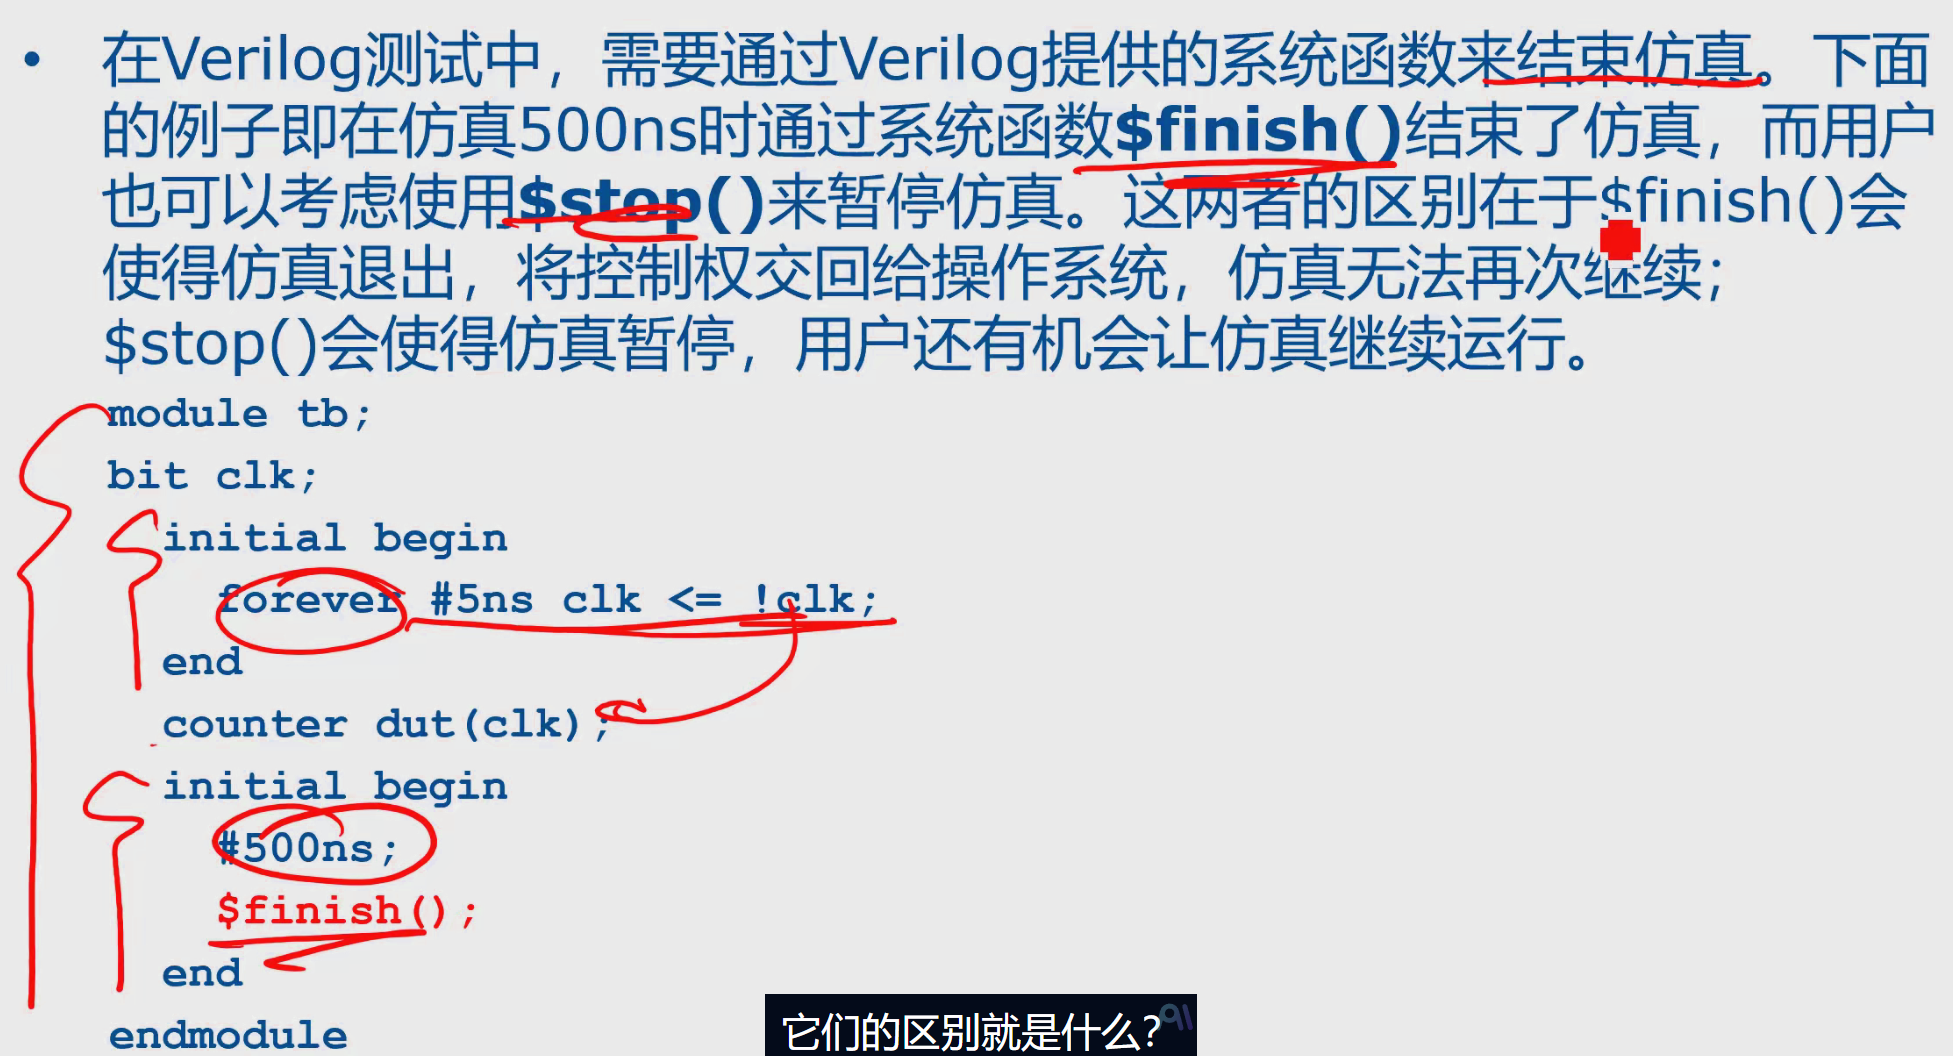 • 在Verilog测试中，需要通过Verilog提供的系统函数来结束仿真。 下面
的例子即在仿真500ns时通过系统函数$finish()结束了仿真，而用户
也可以考虑使用$stop()来暂停仿真。 这两者的区别在于$finish()会
使得仿真退出，将控制权交回给操作系统，仿真无法再次继续；
$stop()会使得仿真暂停，用户还有机会让仿真继续运行。
module tb;
bit clk;
initial begin
forever #5ns clk <= !clk;
end
counter dut(clk);
initial begin
#500ns;
$finish();
end
endmodule
它们的区别就是什么?